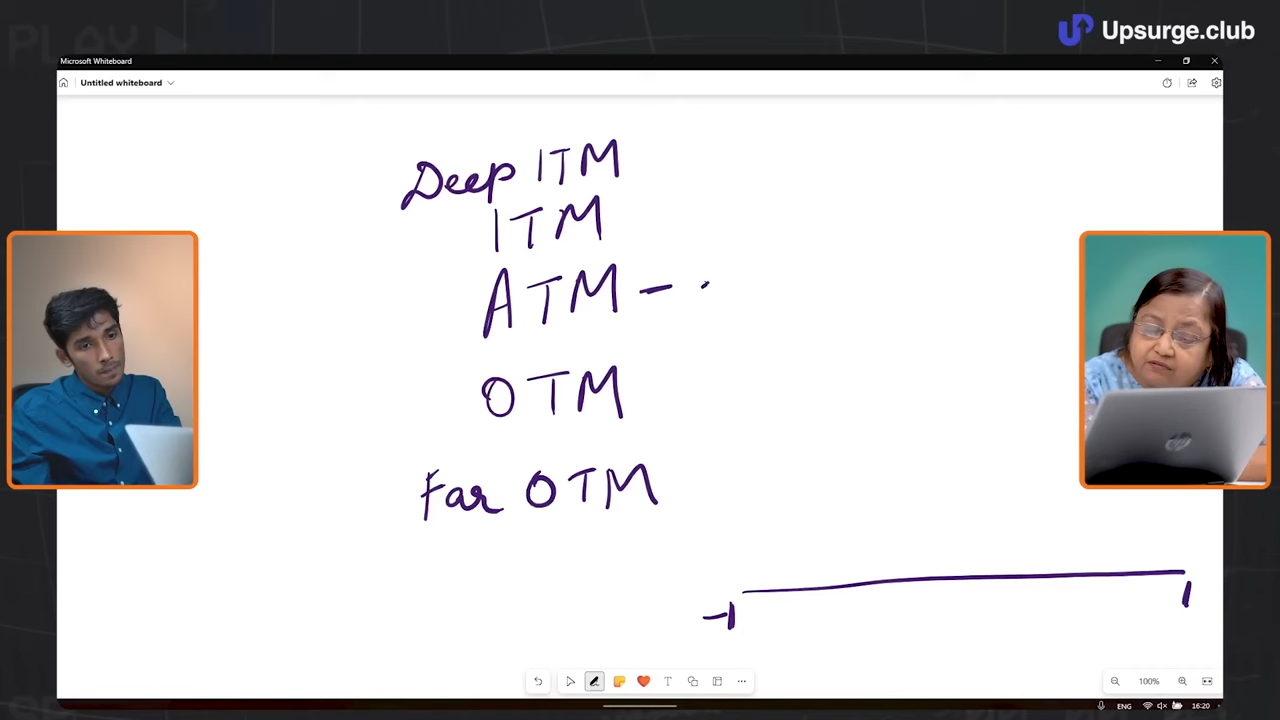 PLAY
Upsurge.club
Microsoft Whiteboard
Untitled whiteboard
Deep ITM
ITM
ATM - .
OTM
Far OTM
-1
1
100%
ENG
16:20